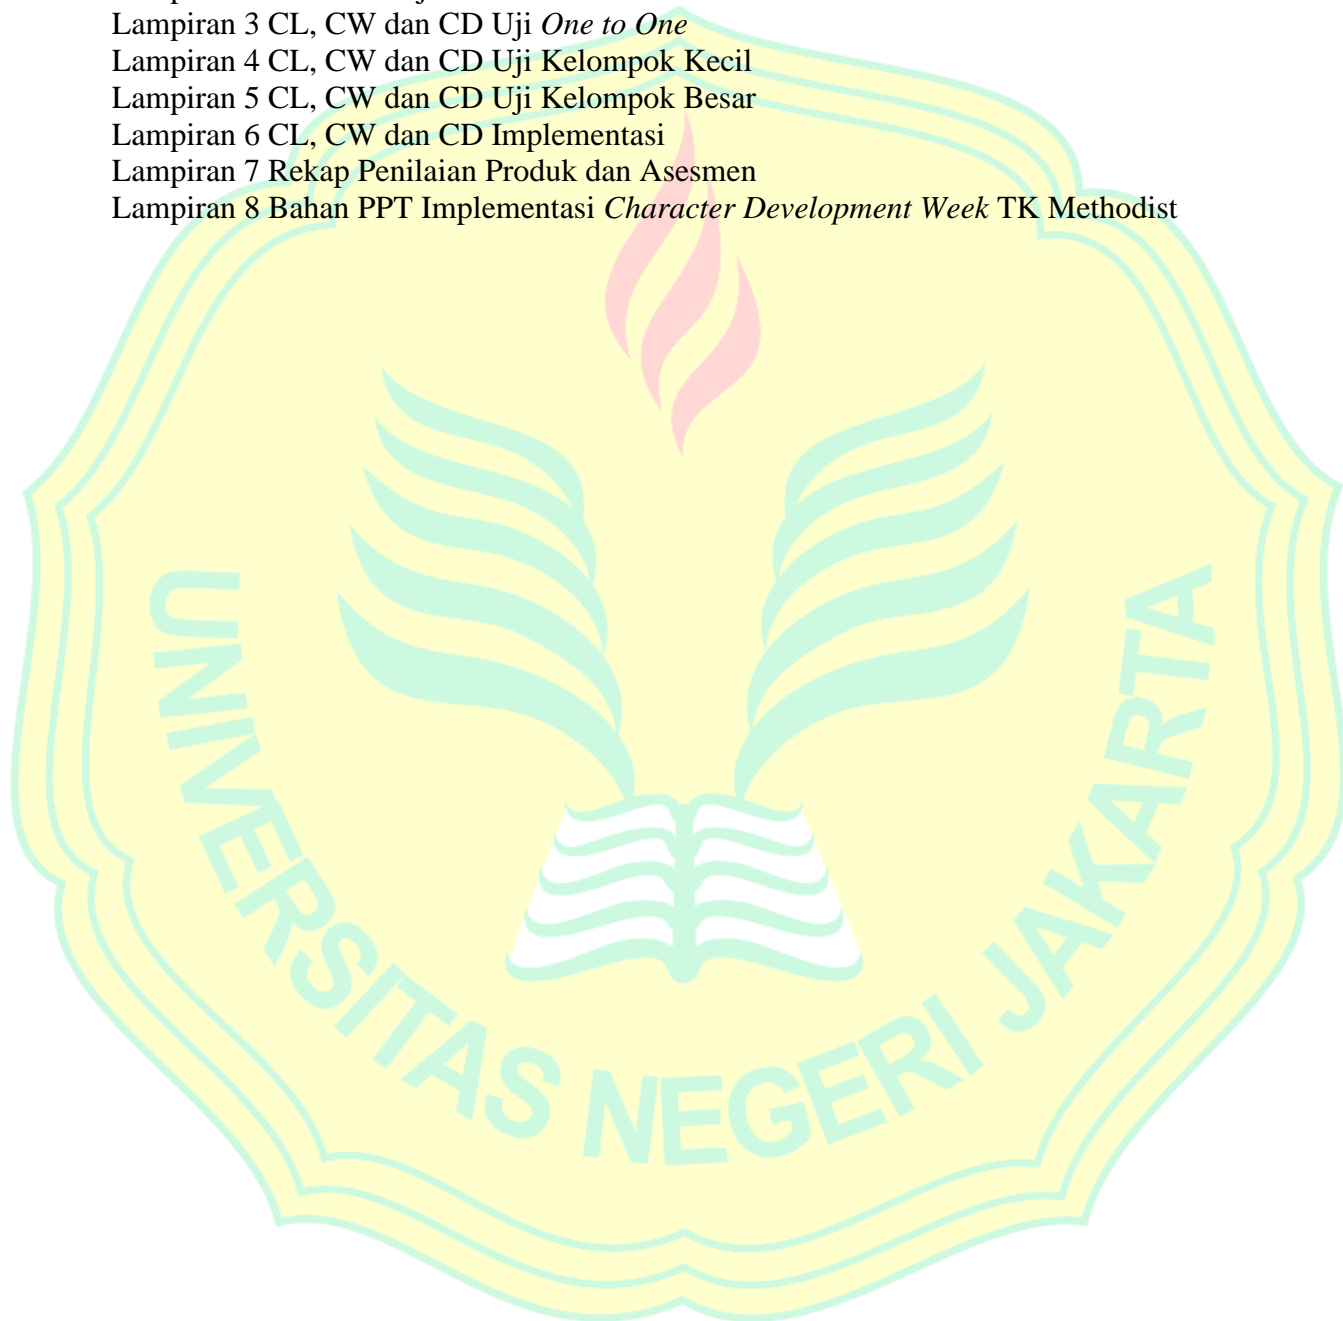 Lampiran 3 CL, CW dan CD Uji One to One
Lampiran 4 CL, CW dan CD Uji Kelompok Kecil
Lampiran 5 CL, CW dan CD Uji Kelompok Besar
Lampiran 6 CL, CW dan CD Implementasi
Lampiran 7 Rekap Penilaian Produk dan Asesmen
Lampiran 8 Bahan PPT Implementasi Character Development Week TK Methodist
UNIVERSITAS NEGERI JAKARTA